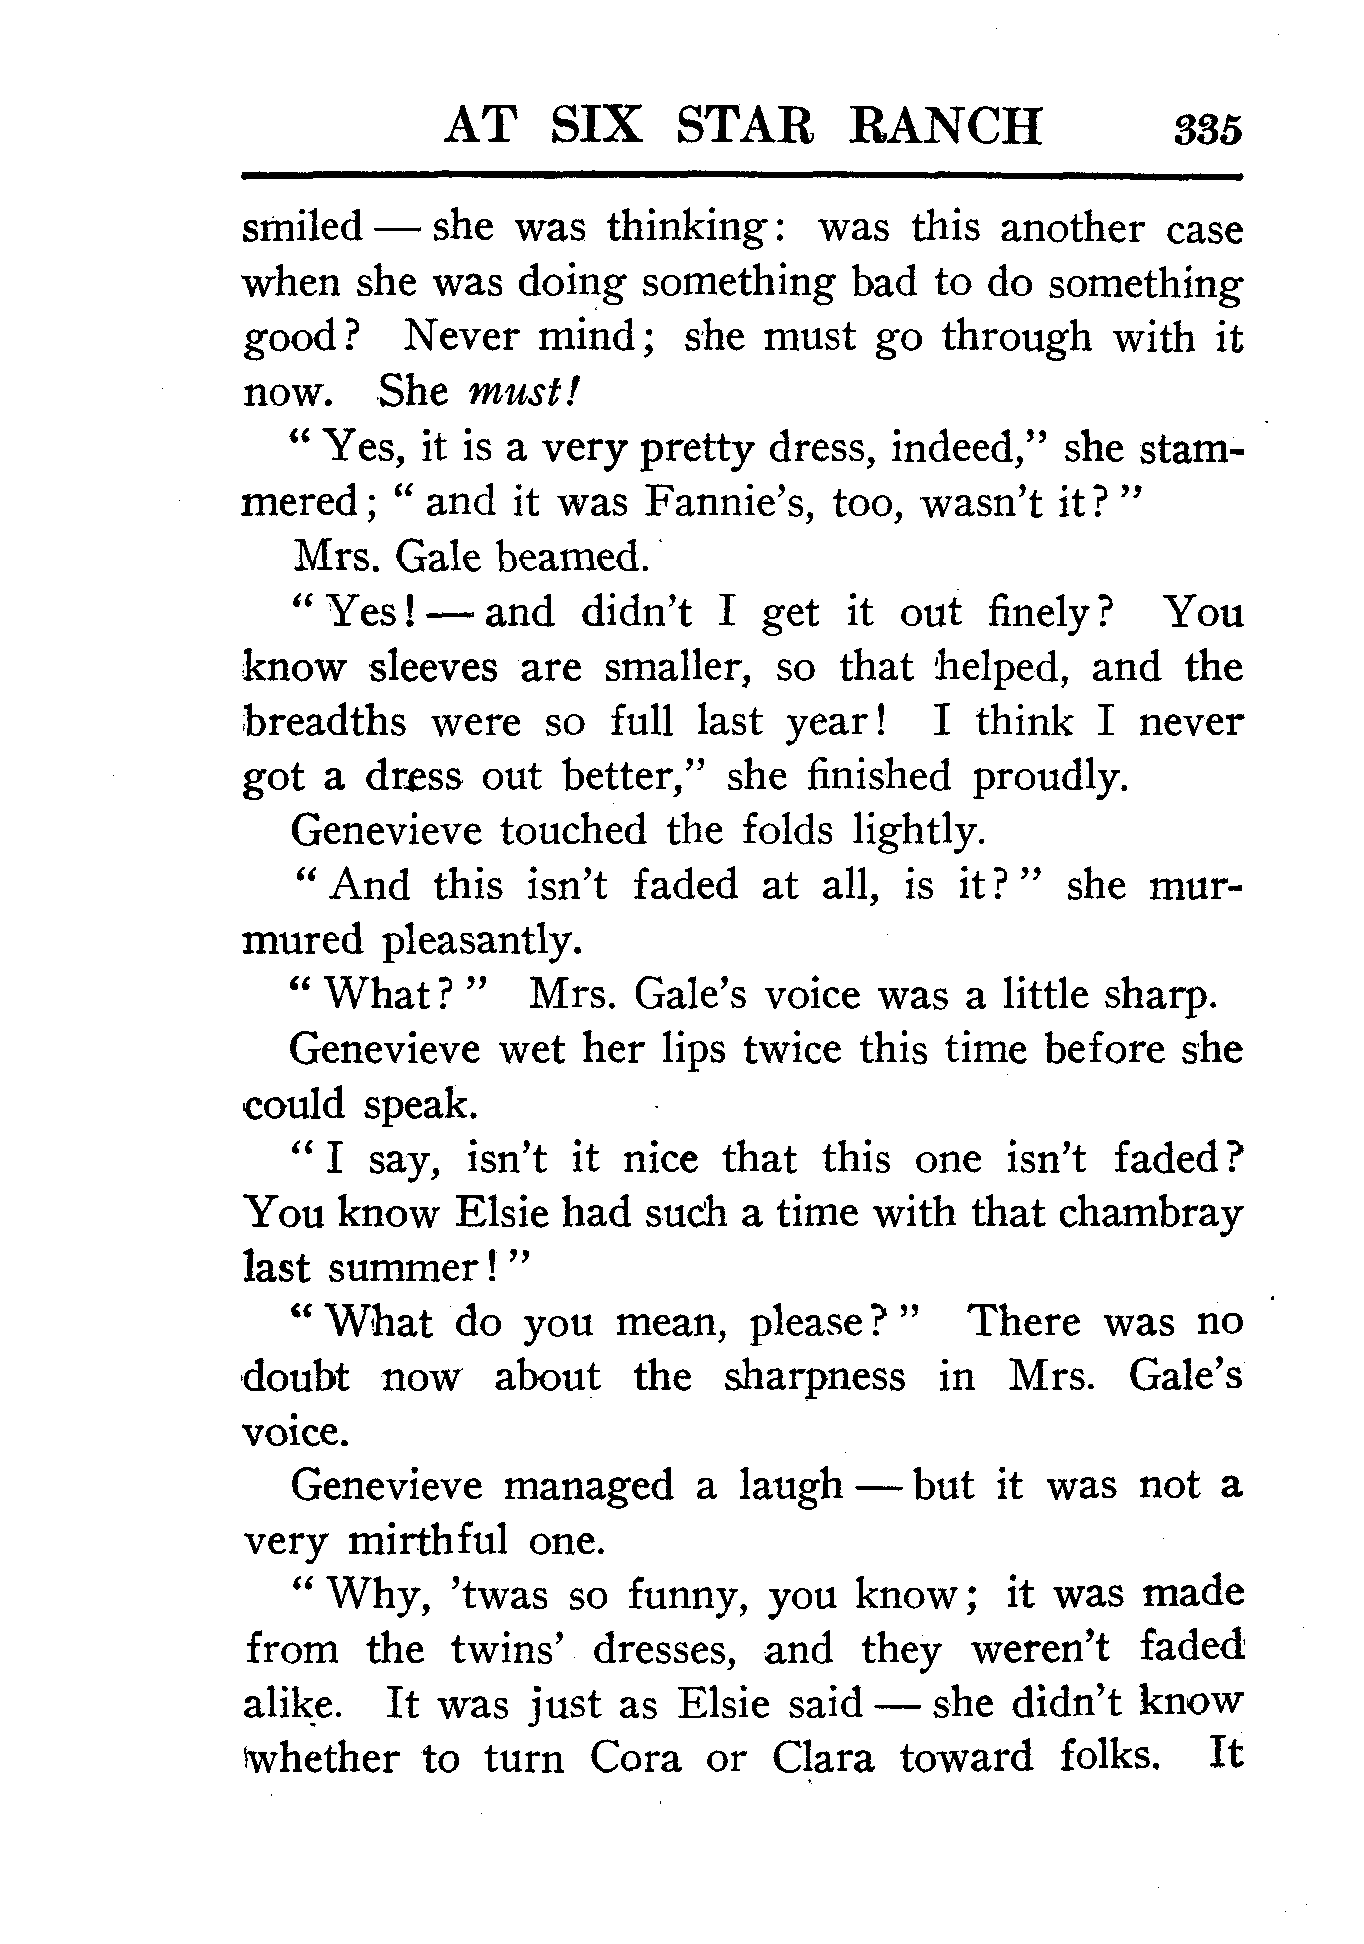 AT SIX STAR RANCH 335
smiled — she was thinking: was this another case
when she was doing something bad to do something
good? Never mind; she must go through with it
now. She must!
" Yes, it is a very pretty dress, indeed," she stam-
mered; " and it was Fannie's, too, wasn't it? "
Mrs. Gale beamed.
" Yes! — and didn't I get it out finely? You
know sleeves are smaller, so that helped, and the
breadths were so full last year! I think I never
got a dress out better," she finished proudly.
Genevieve touched the folds lightly.
" And this isn't faded at all, is it? " she mur-
mured pleasantly.
" What? " Mrs. Gale's voice was a little sharp.
Genevieve wet her lips twice this time before she
could speak.
" I say, isn't it nice that this one isn't faded?
You know Elsie had such a time with that chambray
last summer! "
" What do you mean, please? " There was no
doubt now about the sharpness in Mrs. Gale's
voice.
Genevieve managed a laugh — but it was not a
very mirthful one.
" Why, 'twas so funny, you know; it was made
from the twins' dresses, and they weren't faded
alike. It was just as Elsie said — she didn't know
whether to turn Cora or Clara toward folks. It